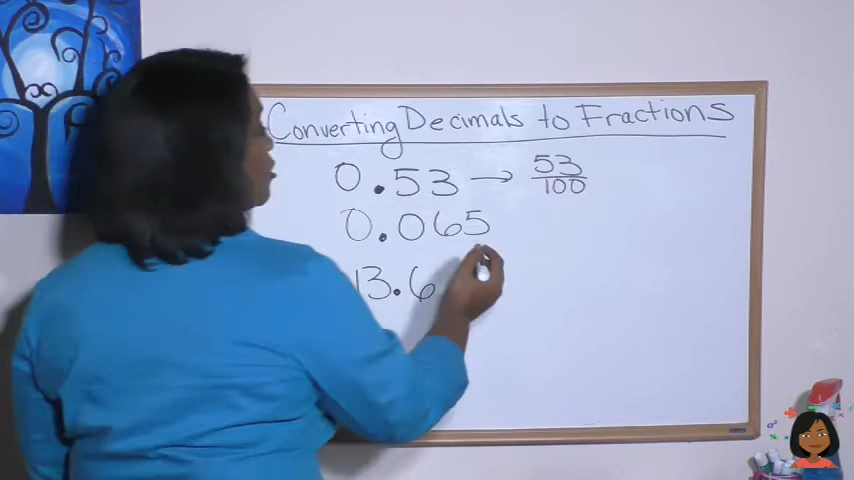 Converting Decimals to Fractions
0.53 → 53/100
0.065
13.6